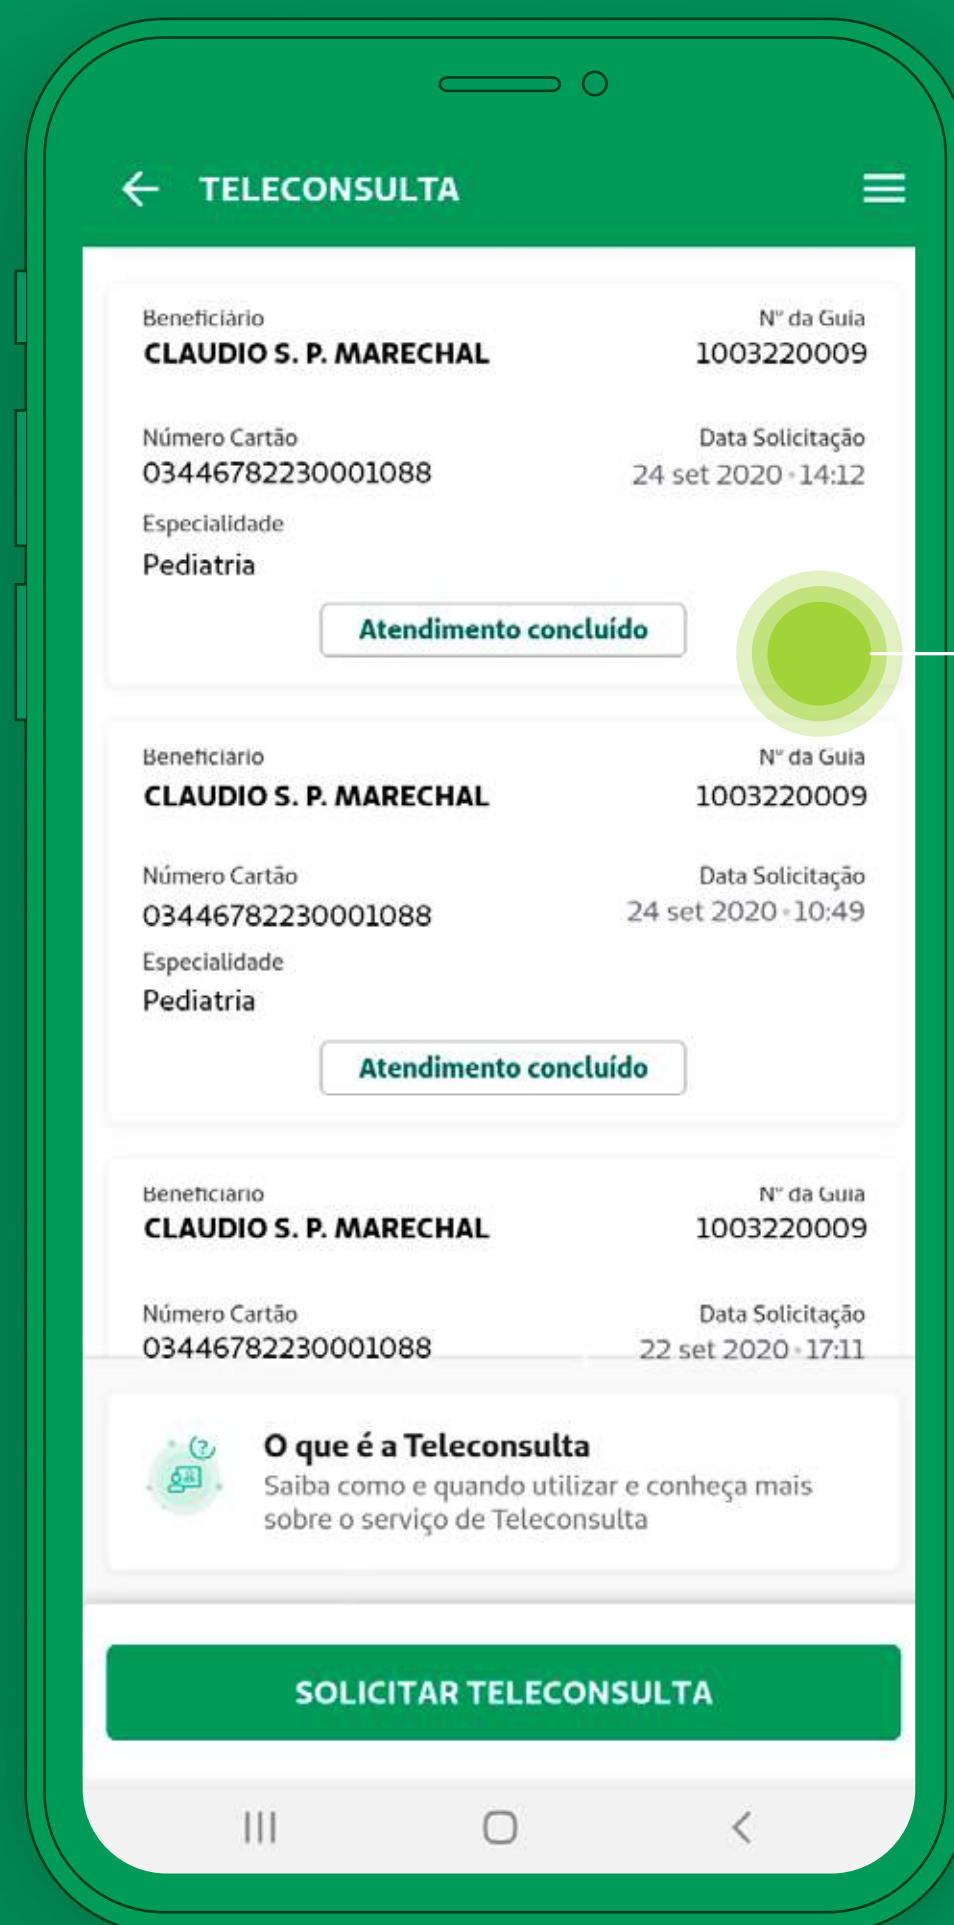 TELECONSULTA
Beneficiário Nº da Guia
CLAUDIO S. P. MARECHAL 1003220009
Número Cartão Data Solicitação
03446782230001088 24 set 2020 • 14:12
Especialidade
Pediatria
Atendimento concluído
Beneficiário Nº da Guia
CLAUDIO S. P. MARECHAL 1003220009
Número Cartão Data Solicitação
03446782230001088 24 set 2020 • 10:49
Especialidade
Pediatria
Atendimento concluído
Beneficiário Nº da Guia
CLAUDIO S. P. MARECHAL 1003220009
Número Cartão Data Solicitação
03446782230001088 22 set 2020 • 17:11
O que é a Teleconsulta
Saiba como e quando utilizar e conheça mais
sobre o serviço de Teleconsulta
SOLICITAR TELECONSULTA